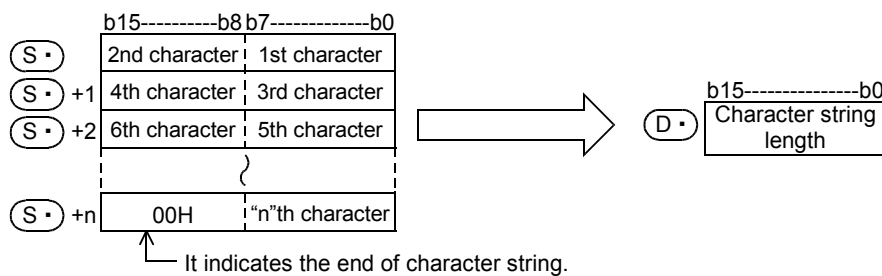 b15----------b8 b7-------------b0
S・ 2nd character 1st character
S・ +1 4th character 3rd character
S・ +2 6th character 5th character
S・ +n 00H “n”th character
It indicates the end of character string.
b15---------------b0
D・ Character string
length